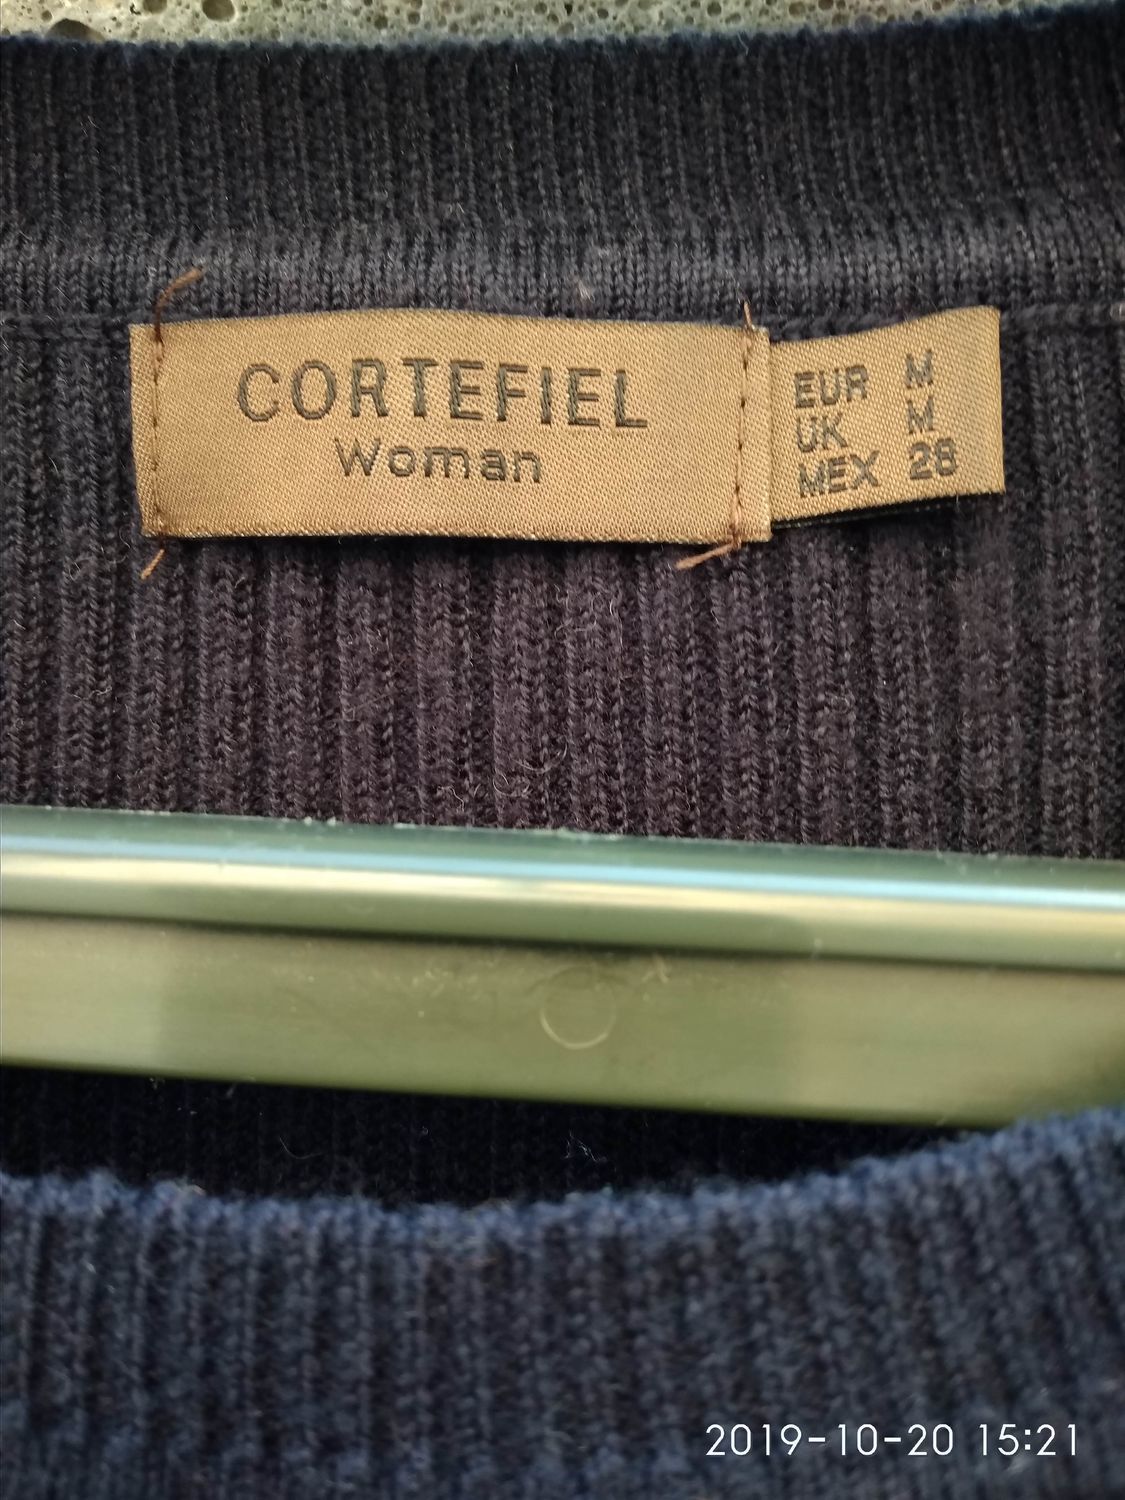 CORTEFIEL
Woman
EUR M
UK M
MEX 28
2019-10-20 15:21